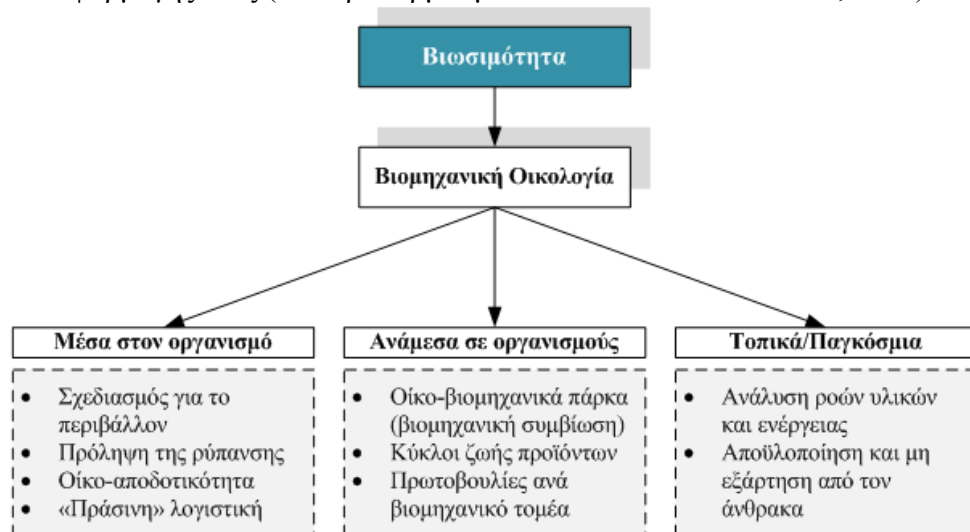 Βιωσιμότητα
Βιομηχανική Οικολογία
Μέσα στον οργανισμό
Σχεδιασμός για το
περιβάλλον
Πρόληψη της ρύπανσης
Οίκο-αποδοτικότητα
«Πράσινη» λογιστική
Ανάμεσα σε οργανισμούς
Οίκο-βιομηχανικά πάρκα
(βιομηχανική συμβίωση)
Κύκλοι ζωής προϊόντων
Πρωτοβουλίες ανά
βιομηχανικό τομέα
Τοπικά/Παγκόσμια
Ανάλυση ροών υλικών
και ενέργειας
Αποϋλοποίηση και μη
εξάρτηση από τον
άνθρακα